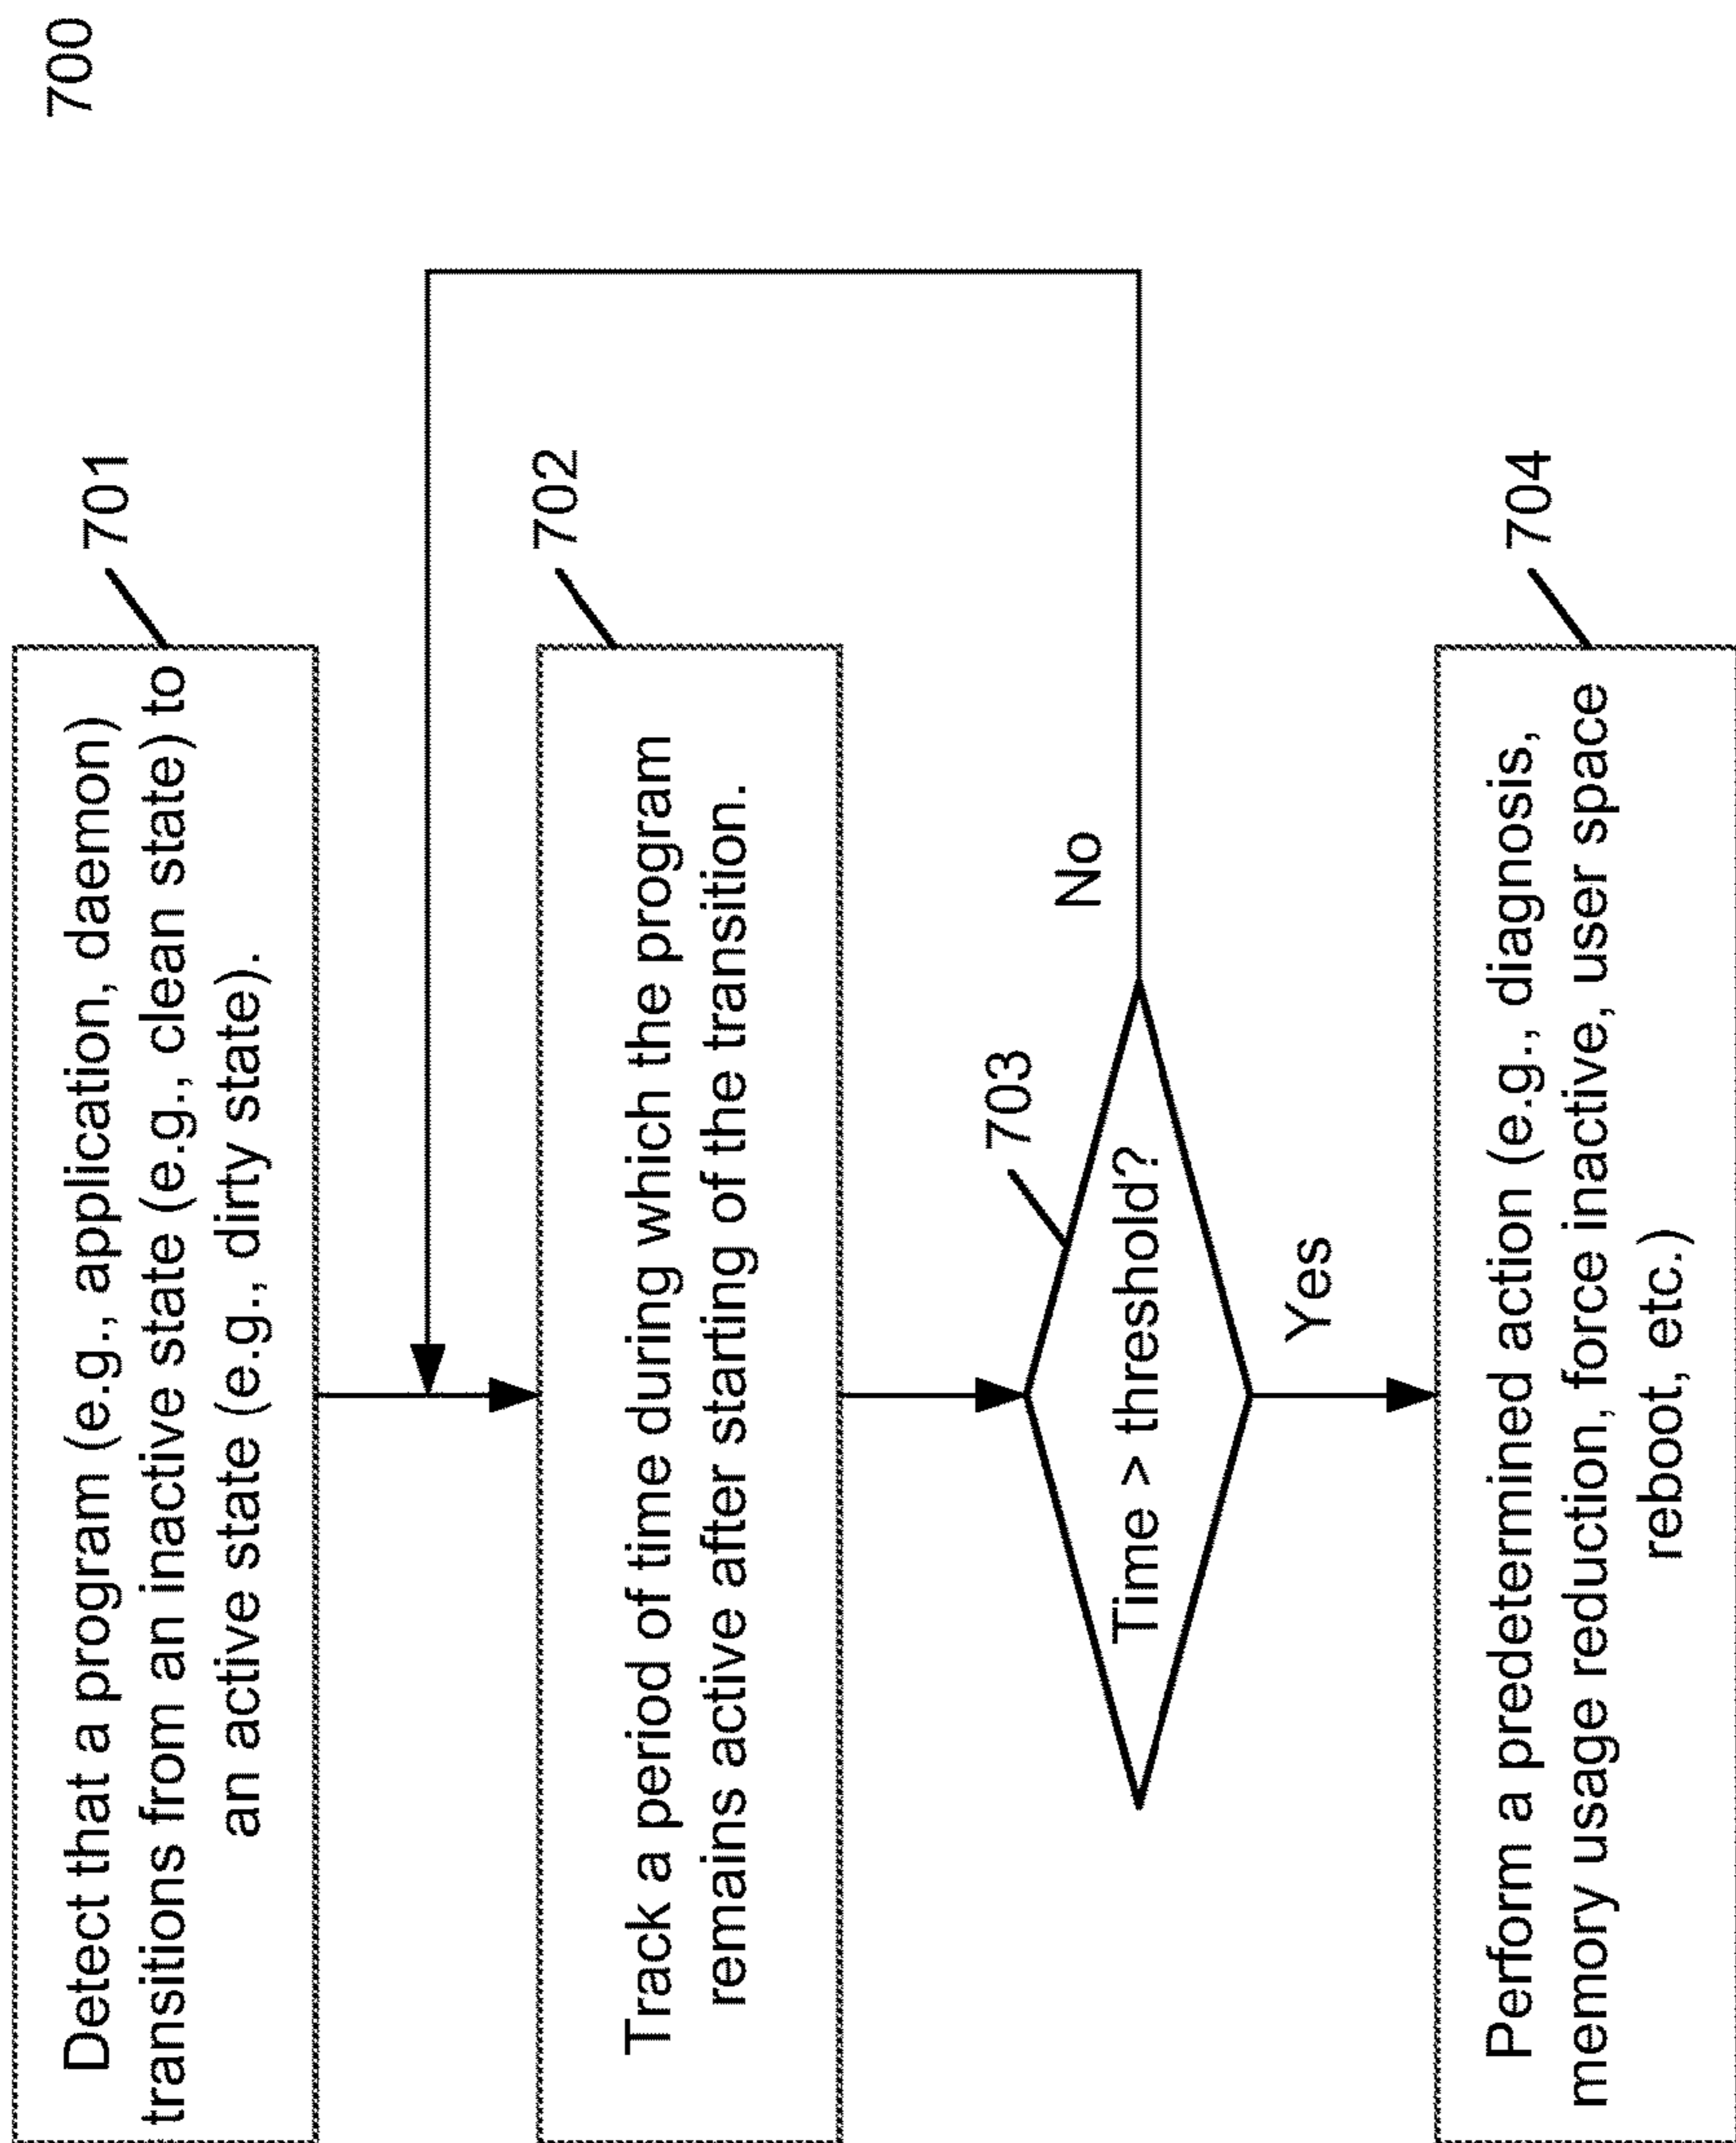 700
Detect that a program (e.g., application, daemon)
transitions from an inactive state (e.g., clean state) to
an active state (e.g., dirty state).
701
Track a period of time during which the program
remains active after starting of the transition.
702
703
Time > threshold?
No
Yes
Perform a predetermined action (e.g., diagnosis,
memory usage reduction, force inactive, user space
reboot, etc.)
704